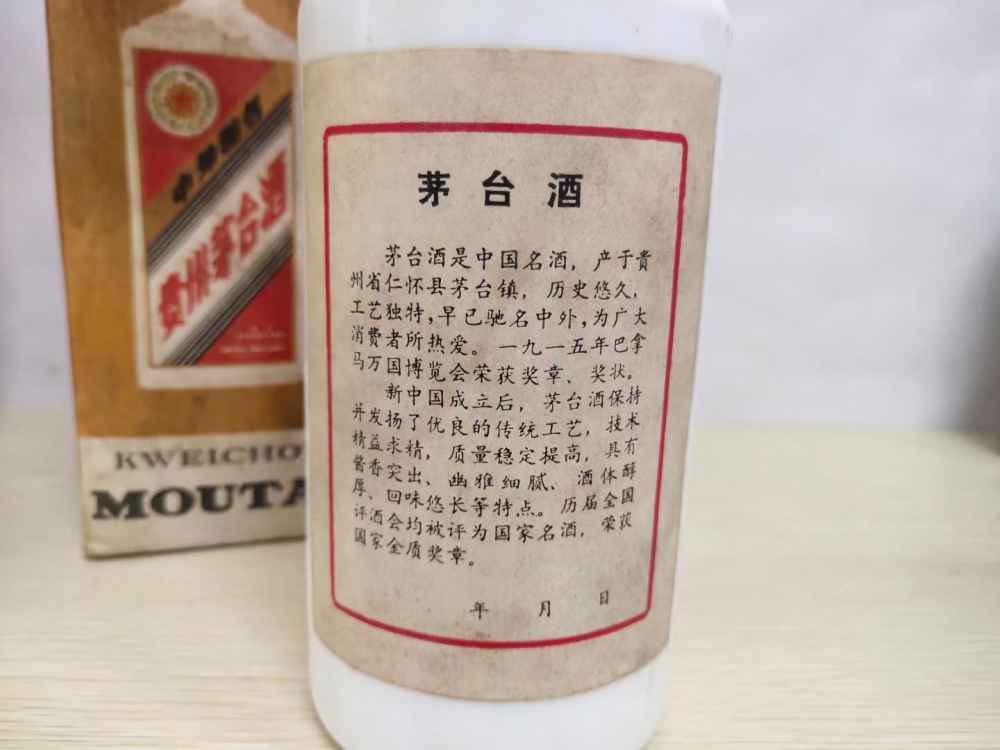 茅台酒
茅台酒是中国名酒，产于貴
州省仁怀县茅台镇，历史悠久，
工艺独特，早已驰名中外，为广大
消费者所热爱。一九一五年巴拿
马万国博览会荣获奖章、奖状。
新中国成立后，茅台酒保持
并发扬了优良的传统工艺，技术
精益求精，质量稳定提高，具有
酱香突出、幽雅细腻、酒体醇
厚、回味悠长等特点。历届全国
评酒会均被评为国家名酒，荣获
国家金质奖章。
年 月 日
贵州茅台酒
KWEICHO
MOUTA